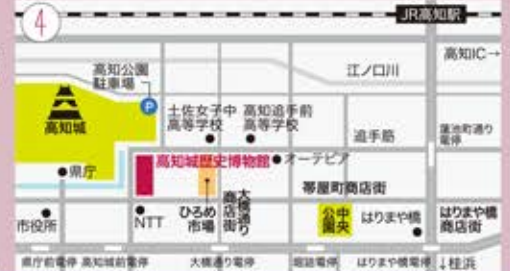 4
JR高知駅
高知IC→
高知公園
駐車場
P
江ノ口川
高知城
土佐女子中
高等学校
高知追手前
高等学校
追手筋
蓮池町通り
電停
県庁
高知城歴史博物館
オーテピア
帯屋町商店街
市役所
NTT
ひろめ
市場
大橋通り
商店街
中央
公園
はりまや橋
はりまや橋
商店街
県庁前電停
高知城前電停
大橋通り電停
堀詰電停
はりまや橋電停
↓桂浜